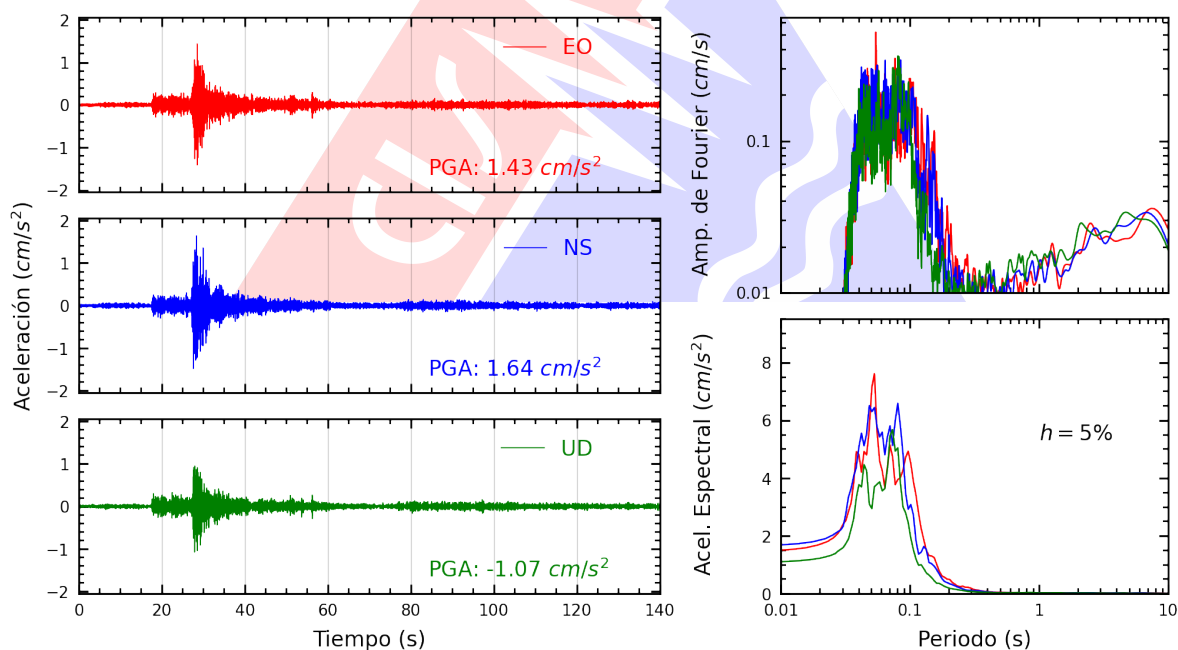 Aceleración (cm/s²)
2
1
0
−1
−2
EO
PGA: 1.43 cm/s²
2
1
0
−1
−2
NS
PGA: 1.64 cm/s²
2
1
0
−1
−2
UD
PGA: -1.07 cm/s²
0 20 40 60 80 100 120 140
Tiempo (s)
Amp. de Fourier (cm/s)
0.1
0.01
Acel. Espectral (cm/s²)
8
6
4
2
0
h = 5%
0.01 0.1 1 10
Periodo (s)
CISM